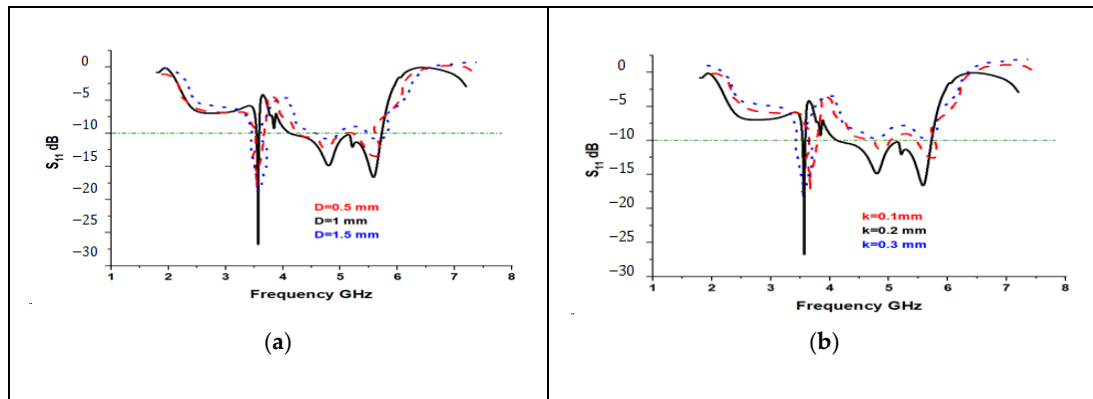 0
−5
−10
−15
−20
−25
−30
S11 dB
D=0.5 mm
D=1 mm
D=1.5 mm
1 2 3 4 5 6 7 8
Frequency GHz
(a)
0
−5
−10
−15
−20
−25
−30
S11 dB
k=0.1mm
k=0.2 mm
k=0.3 mm
1 2 3 4 5 6 7 8
Frequency GHz
(b)